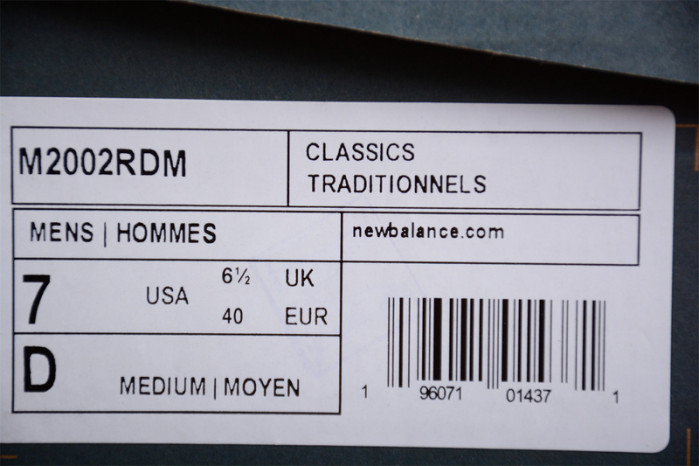 M2002RDM
CLASSICS
TRADITIONNELS
MENS | HOMMES
newbalance.com
7
USA
6½ UK
40 EUR
D
MEDIUM | MOYEN
1 96071 01437 1